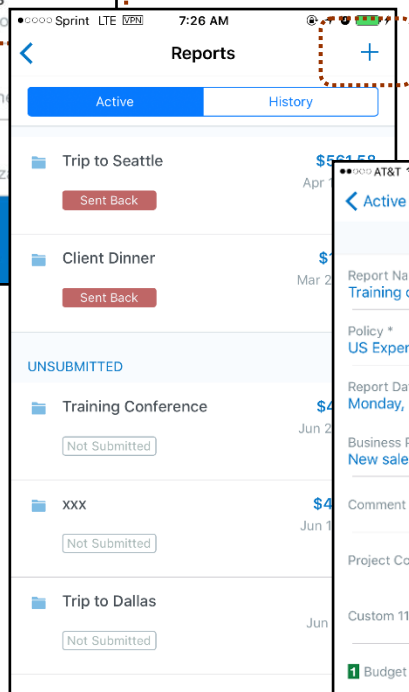 Sprint LTE VPN 7:26 AM
Reports
Active History
Trip to Seattle $561.58
Sent Back Apr
Client Dinner
Sent Back Mar 2
UNSUBMITTED
Training Conference $4
Not Submitted Jun 2
xxx $4
Not Submitted Jun 1
Trip to Dallas
Not Submitted Jun
AT&T
Active
Report Na
Training
Policy *
US Exper
Report Da
Monday,
Business P
New sale
Comment
Project Co
Custom 11
1 Budget